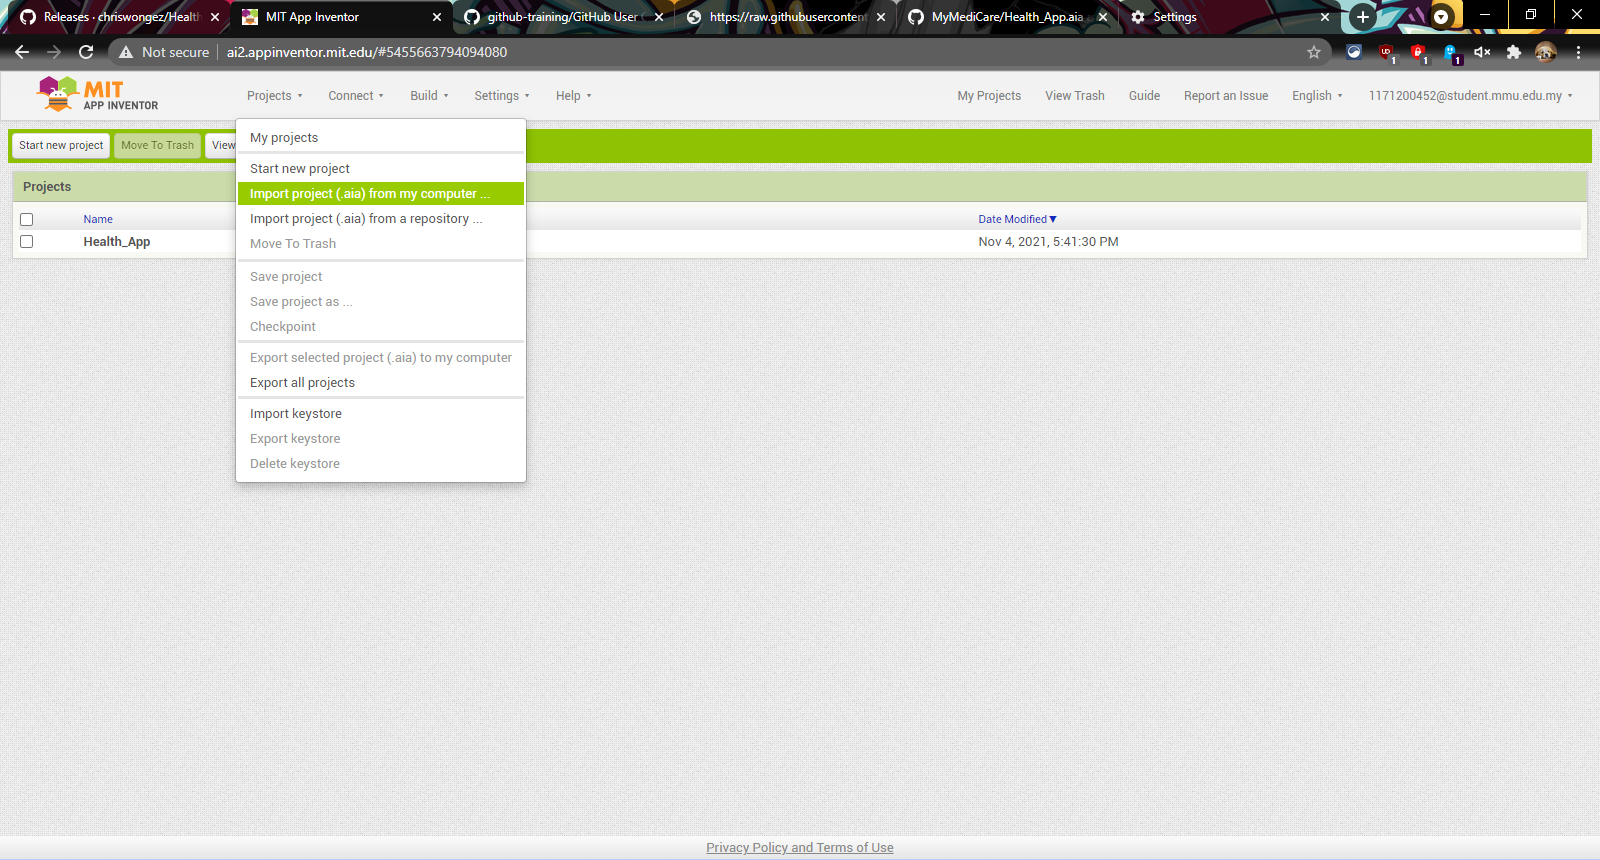 Releases · chriswongez/Health
MIT App Inventor
github-training/GitHub User
https://raw.githubusercontent
MyMediCare/Health_App.aia
Settings
Not secure
ai2.appinventor.mit.edu/#5455663794094080
1
1
1
MIT
APP INVENTOR
Projects
Connect
Build
Settings
Help
My Projects
View Trash
Guide
Report an Issue
English
1171200452@student.mmu.edu.my
Start new project
Move To Trash
View
My projects
Start new project
Import project (.aia) from my computer ...
Import project (.aia) from a repository ...
Move To Trash
Save project
Save project as ...
Checkpoint
Export selected project (.aia) to my computer
Export all projects
Import keystore
Export keystore
Delete keystore
Projects
Name
Date Modified▼
Health_App
Nov 4, 2021, 5:41:30 PM
Privacy Policy and Terms of Use